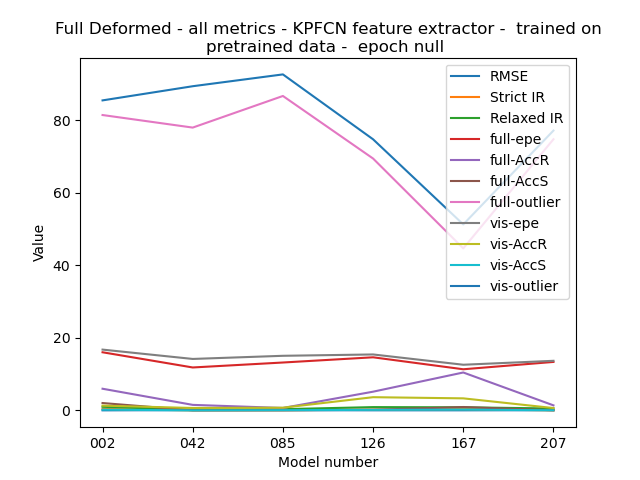 Full Deformed - all metrics - KPFCN feature extractor -  trained on
pretrained data -  epoch null
Value
80
60
40
20
0
002 042 085 126 167 207
Model number
RMSE
Strict IR
Relaxed IR
full-epe
full-AccR
full-AccS
full-outlier
vis-epe
vis-AccR
vis-AccS
vis-outlier